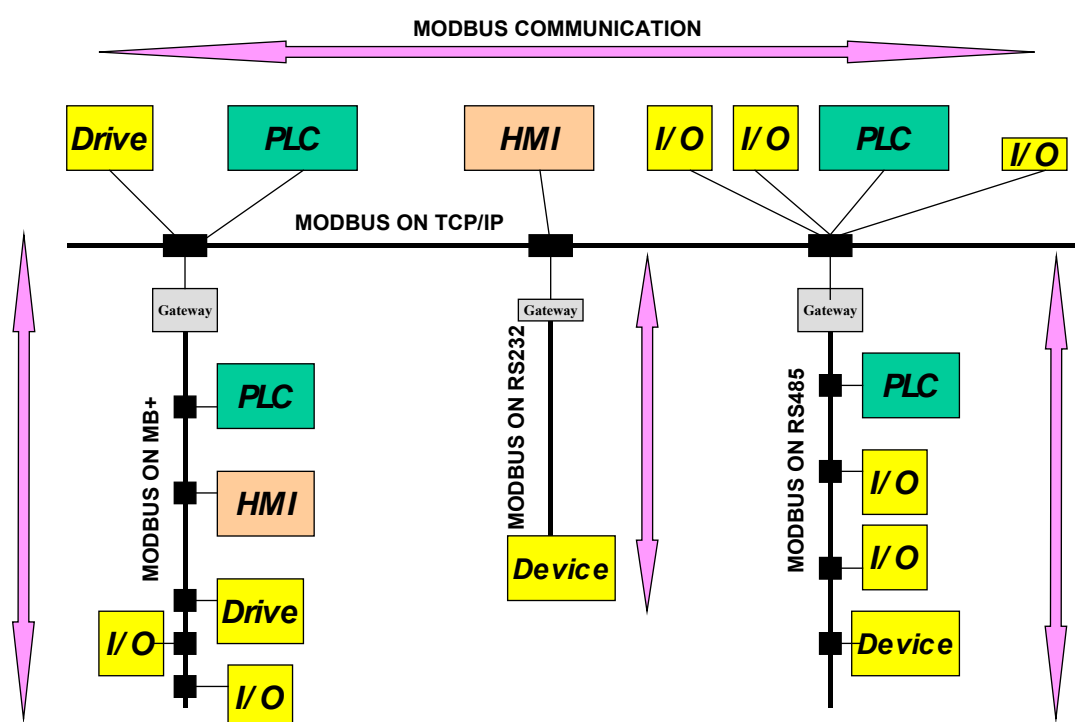 MODBUS COMMUNICATION
Drive
PLC
HMI
I/O
I/O
PLC
I/O
MODBUS ON TCP/IP
Gateway
Gateway
Gateway
MODBUS ON MB+
PLC
HMI
Drive
I/O
I/O
MODBUS ON RS232
Device
MODBUS ON RS485
PLC
I/O
I/O
Device